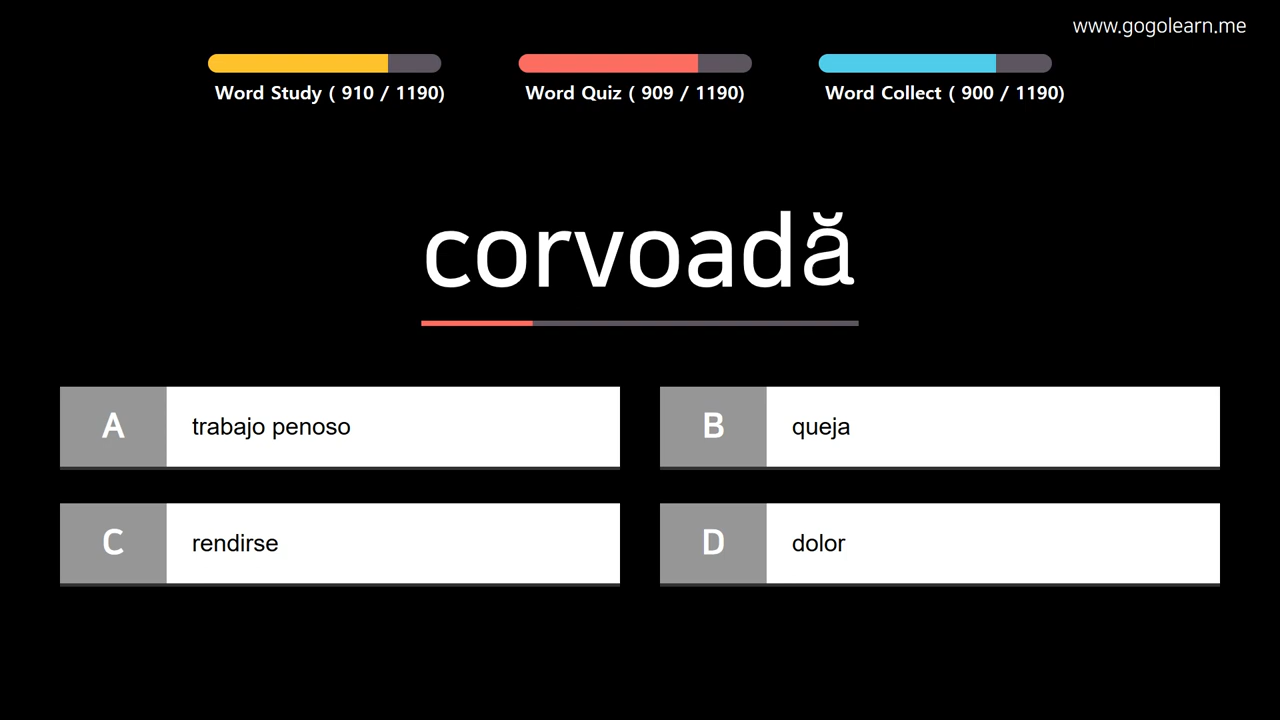 www.gogolearn.me
Word Study ( 910 / 1190)
Word Quiz ( 909 / 1190)
Word Collect ( 900 / 1190)
corvoadă
A trabajo penoso
B queja
C rendirse
D dolor